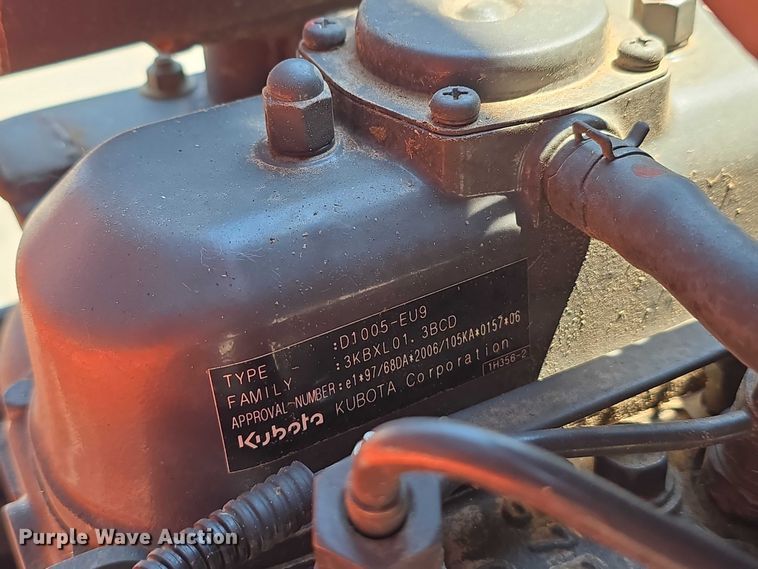 TYPE :D1005-EU9
FAMILY :3KBXL01.3BCD
APPROVAL-NUMBER:e1*97/68DA*2006/105KA*0157*06
Kubota KUBOTA Corporation 1H356-2
Purple Wave Auction